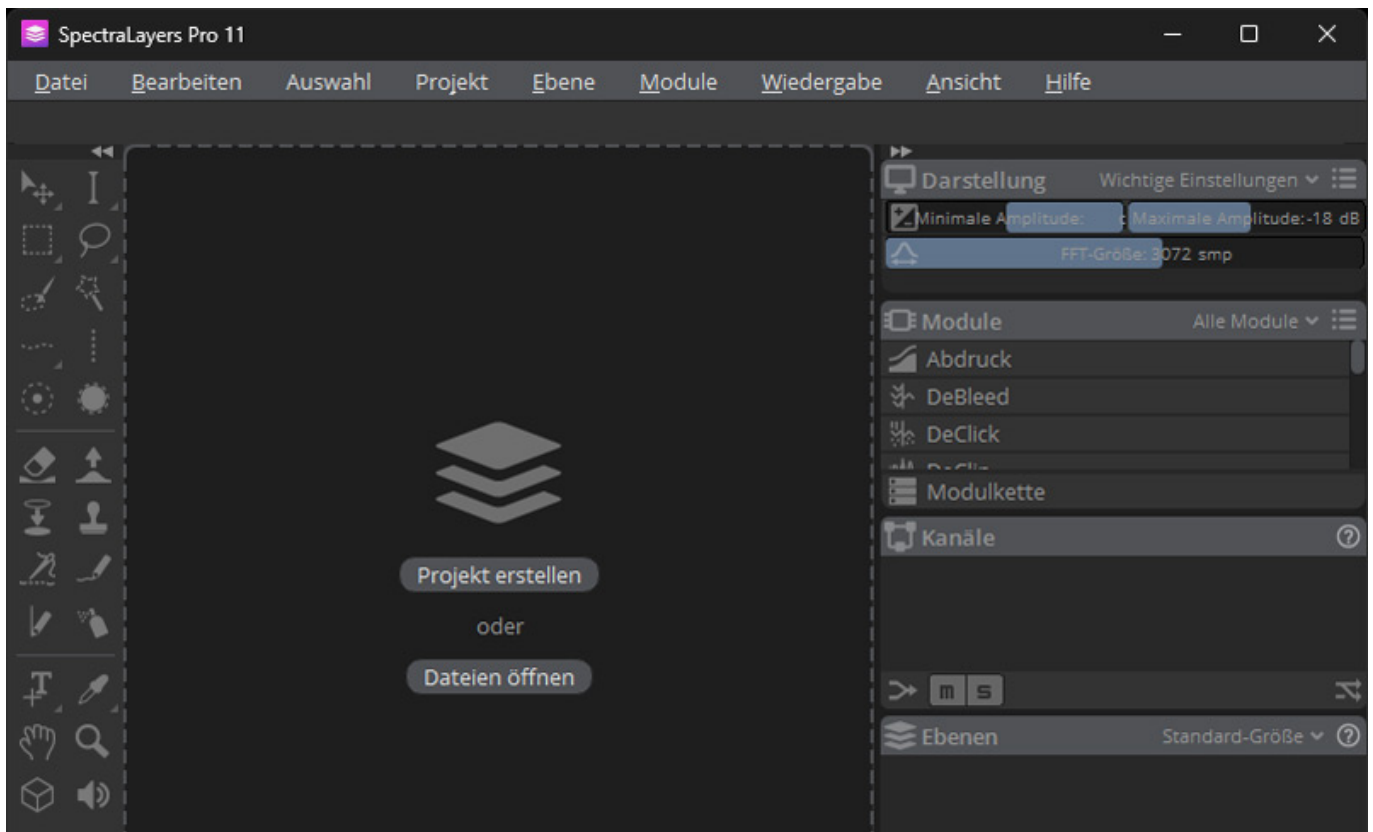 SpectraLayers Pro 11
Datei Bearbeiten Auswahl Projekt Ebene Module Wiedergabe Ansicht Hilfe
Darstellung Wichtige Einstellungen
Minimale Amplitude: Maximale Amplitude:-18 dB
FFT-Größe: 3072 smp
Module Alle Module
Abdruck
DeBleed
DeClick
Modulkette
Kanäle
Projekt erstellen
oder
Dateien öffnen
m s
Ebenen Standard-Größe